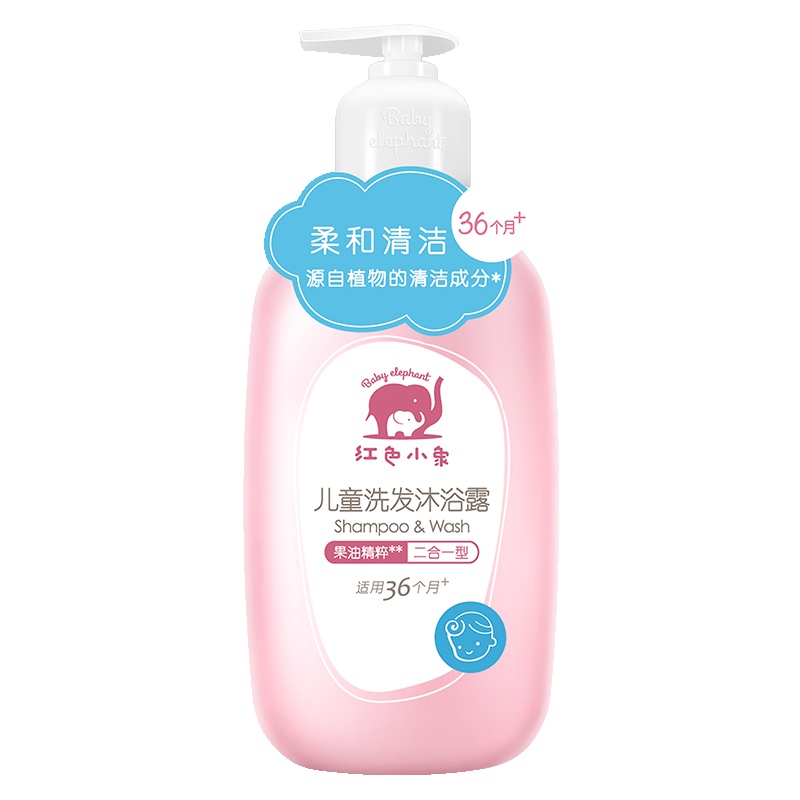 Baby
elephant
36个月+
柔和清洁
源自植物的清洁成分*
Baby elephant
红色小象
儿童洗发沐浴露
Shampoo & Wash
果油精粹** 二合一型
适用36个月+